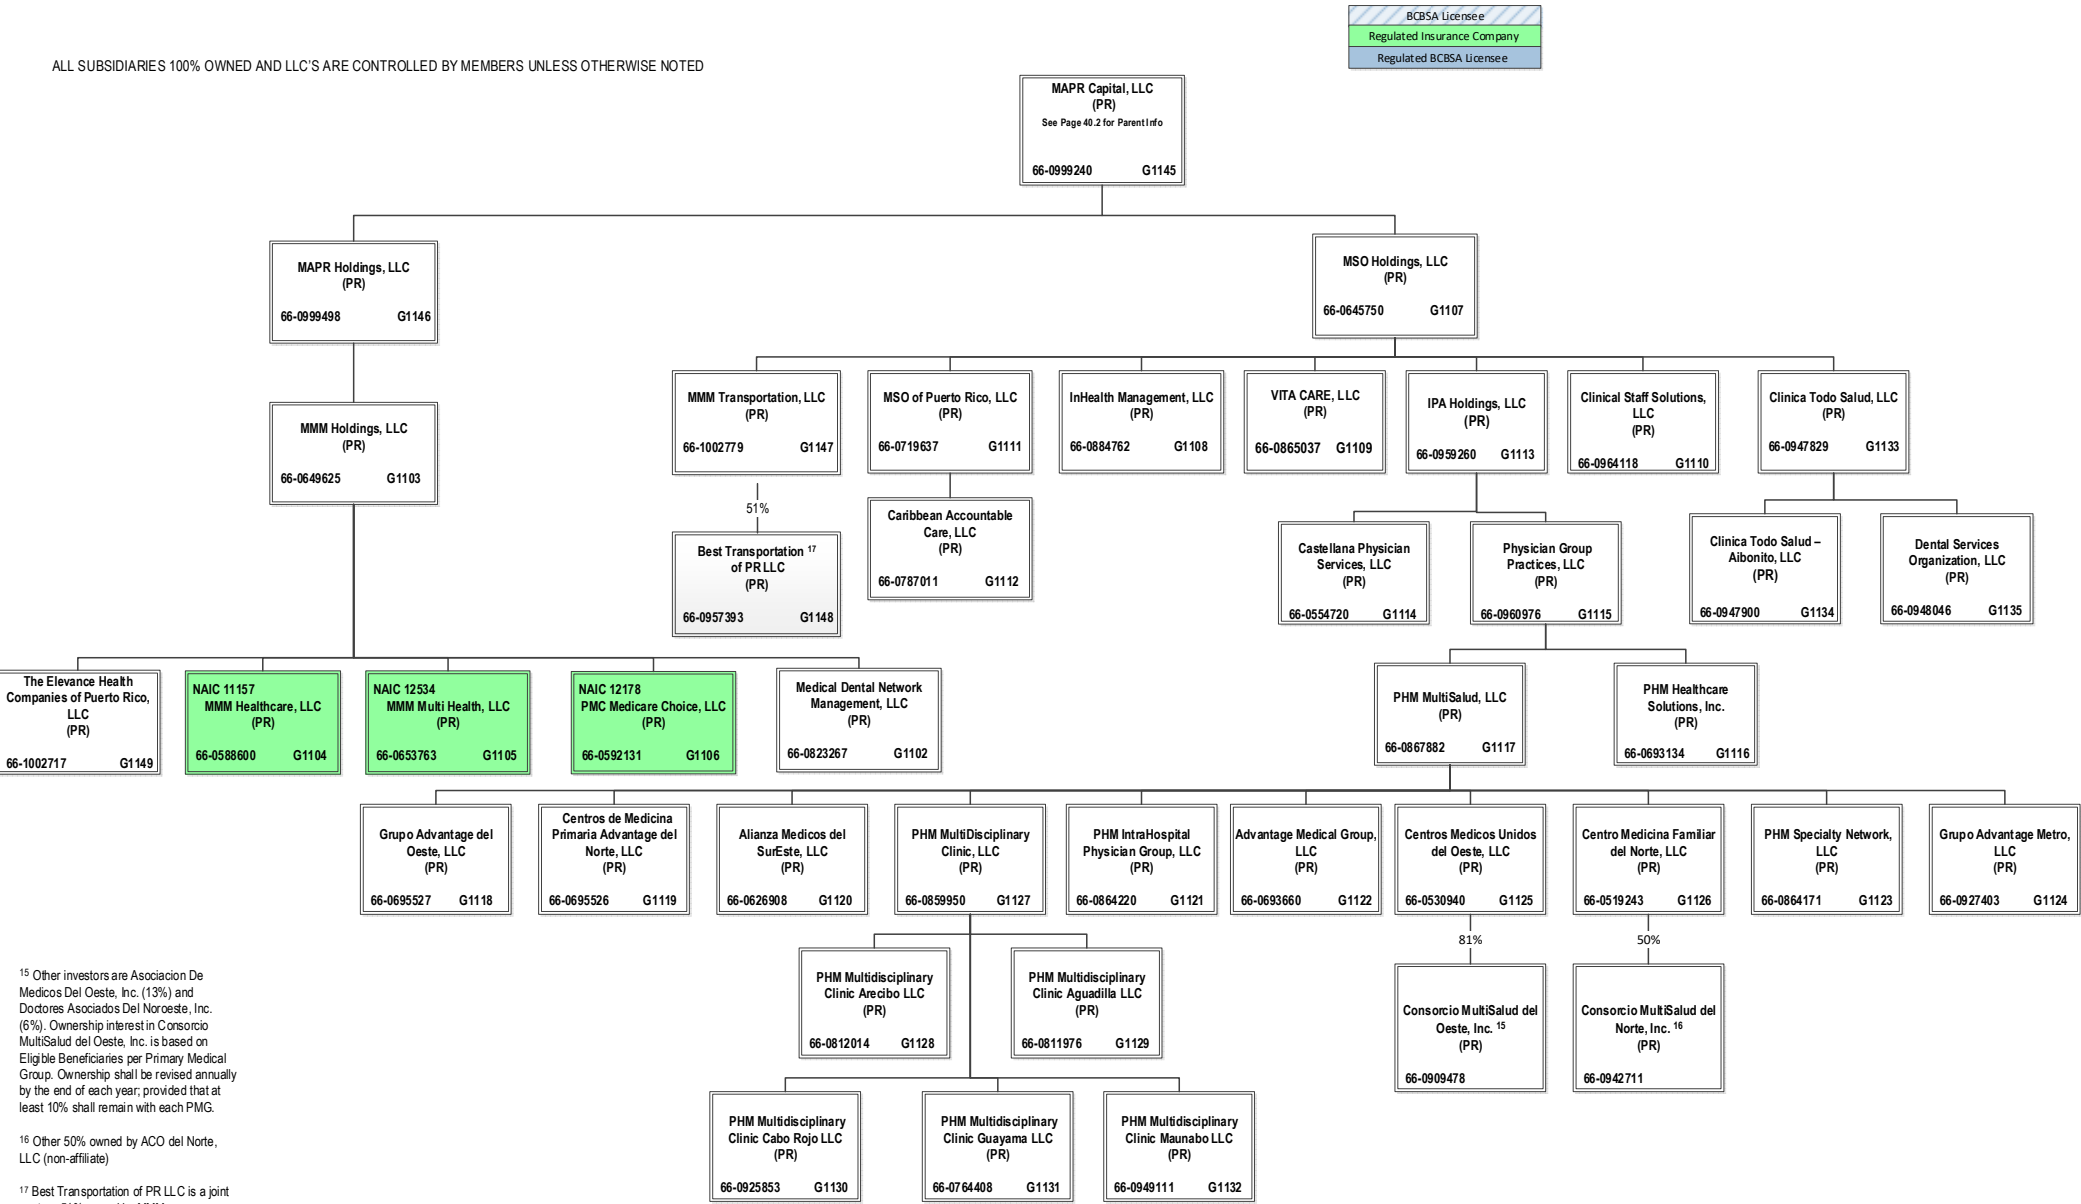 BCBSA Licensee
Regulated Insurance Company
Regulated BCBSA Licensee
ALL SUBSIDIARIES 100% OWNED AND LLC'S ARE CONTROLLED BY MEMBERS UNLESS OTHERWISE NOTED
MAPR Capital, LLC
(PR)
See Page 40.2 for Parent Info
66-0999240 G1145
MAPR Holdings, LLC
(PR)
66-0999498 G1146
MSO Holdings, LLC
(PR)
66-0645750 G1107
MMM Holdings, LLC
(PR)
66-0649625 G1103
MMM Transportation, LLC
(PR)
66-1002779 G1147
MSO of Puerto Rico, LLC
(PR)
66-0719637 G1111
InHealth Management, LLC
(PR)
66-0884762 G1108
VITA CARE, LLC
(PR)
66-0865037 G1109
IPA Holdings, LLC
(PR)
66-0959260 G1113
Clinical Staff Solutions,
LLC
(PR)
66-0964118 G1110
Clinica Todo Salud, LLC
(PR)
66-0947829 G1133
51%
Best Transportation 17
of PR LLC
(PR)
66-0957393 G1148
Caribbean Accountable
Care, LLC
(PR)
66-0787011 G1112
Castellana Physician
Services, LLC
(PR)
66-0554720 G1114
Physician Group
Practices, LLC
(PR)
66-0960976 G1115
Clinica Todo Salud –
Aibonito, LLC
(PR)
66-0947900 G1134
Dental Services
Organization, LLC
(PR)
66-0948046 G1135
The Elevance Health
Companies of Puerto Rico,
LLC
(PR)
66-1002717 G1149
NAIC 11157
MMM Healthcare, LLC
(PR)
66-0588600 G1104
NAIC 12534
MMM Multi Health, LLC
(PR)
66-0653763 G1105
NAIC 12178
PMC Medicare Choice, LLC
(PR)
66-0592131 G1106
Medical Dental Network
Management, LLC
(PR)
66-0823267 G1102
PHM MultiSalud, LLC
(PR)
66-0867882 G1117
PHM Healthcare
Solutions, Inc.
(PR)
66-0693134 G1116
Grupo Advantage del
Oeste, LLC
(PR)
66-0695527 G1118
Centros de Medicina
Primaria Advantage del
Norte, LLC
(PR)
66-0695526 G1119
Alianza Medicos del
SurEste, LLC
(PR)
66-0626908 G1120
PHM MultiDisciplinary
Clinic, LLC
(PR)
66-0859950 G1127
PHM IntraHospital
Physician Group, LLC
(PR)
66-0864220 G1121
Advantage Medical Group,
LLC
(PR)
66-0693660 G1122
Centros Medicos Unidos
del Oeste, LLC
(PR)
66-0530940 G1125
Centro Medicina Familiar
del Norte, LLC
(PR)
66-0519243 G1126
PHM Specialty Network,
LLC
(PR)
66-0864171 G1123
Grupo Advantage Metro,
LLC
(PR)
66-0927403 G1124
81%
50%
PHM Multidisciplinary
Clinic Arecibo LLC
(PR)
66-0812014 G1128
PHM Multidisciplinary
Clinic Aguadilla LLC
(PR)
66-0811976 G1129
Consorcio MultiSalud del
Oeste, Inc. 15
(PR)
66-0909478
Consorcio MultiSalud del
Norte, Inc. 16
(PR)
66-0942711
PHM Multidisciplinary
Clinic Cabo Rojo LLC
(PR)
66-0925853 G1130
PHM Multidisciplinary
Clinic Guayama LLC
(PR)
66-0764408 G1131
PHM Multidisciplinary
Clinic Maunabo LLC
(PR)
66-0949111 G1132
15 Other investors are Asociacion De
Medicos Del Oeste, Inc. (13%) and
Doctores Asociados Del Noroeste, Inc.
(6%). Ownership interest in Consorcio
MultiSalud del Oeste, Inc. is based on
Eligible Beneficiaries per Primary Medical
Group. Ownership shall be revised annually
by the end of each year; provided that at
least 10% shall remain with each PMG.
16 Other 50% owned by ACO del Norte,
LLC (non-affiliate)
17 Best Transportation of PR LLC is a joint